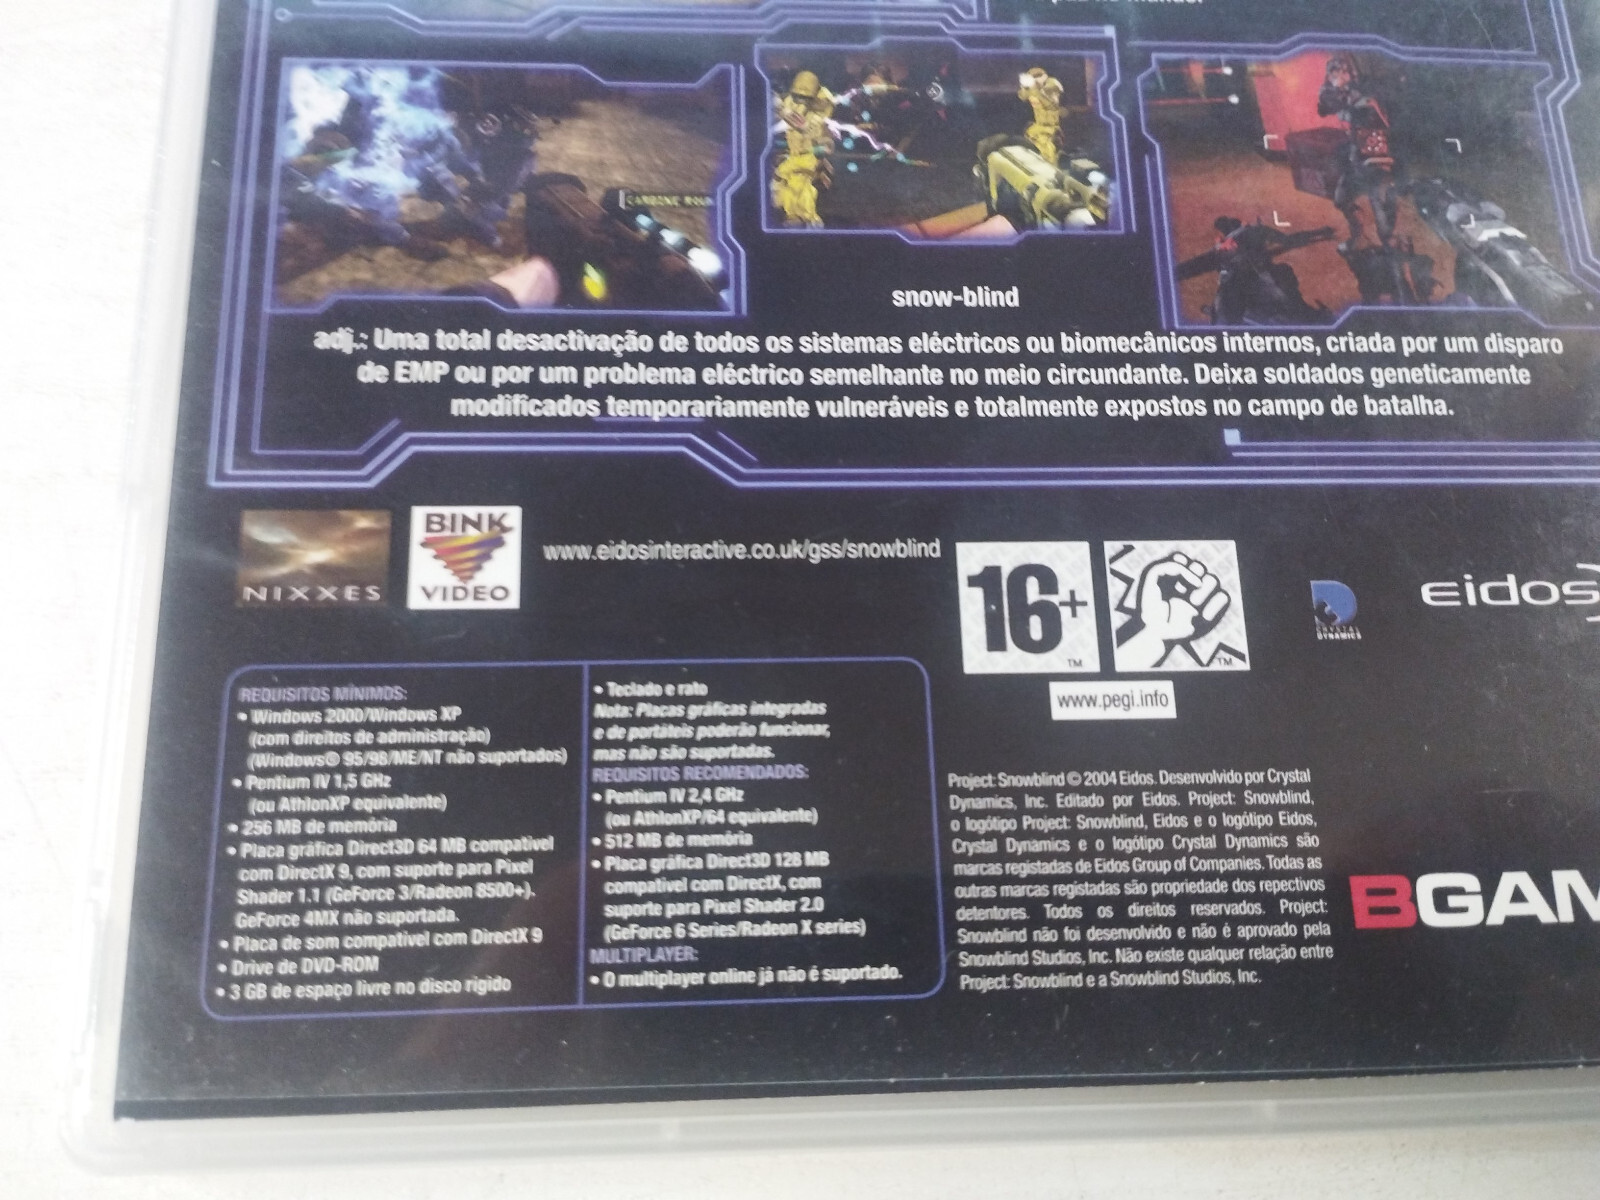 CARBINE ROUN
snow-blind
adj.: Uma total desactivação de todos os sistemas eléctricos ou biomecânicos internos, criada por um disparo
de EMP ou por um problema eléctrico semelhante no meio circundante. Deixa soldados geneticamente
modificados temporariamente vulneráveis e totalmente expostos no campo de batalha.
NIXXES
BINK
VIDEO
www.eidosinteractive.co.uk/gss/snowblind
16+
TM
TM
www.pegi.info
CRYSTAL
DYNAMICS
eidos
REQUISITOS MÍNIMOS:
• Windows 2000/Windows XP
(com direitos de administração)
(Windows® 95/98/ME/NT não suportados)
• Pentium IV 1,5 GHz
(ou AthlonXP equivalente)
• 256 MB de memória
• Placa gráfica Direct3D 64 MB compatível
com DirectX 9, com suporte para Pixel
Shader 1.1 (GeForce 3/Radeon 8500+).
GeForce 4MX não suportada.
• Placa de som compatível com DirectX 9
• Drive de DVD-ROM
• 3 GB de espaço livre no disco rígido
• Teclado e rato
Nota: Placas gráficas integradas
e de portáteis poderão funcionar,
mas não são suportadas.
REQUISITOS RECOMENDADOS:
• Pentium IV 2,4 GHz
(ou AthlonXP/64 equivalente)
• 512 MB de memória
• Placa gráfica Direct3D 128 MB
compatível com DirectX, com
suporte para Pixel Shader 2.0
(GeForce 6 Series/Radeon X series)
MULTIPLAYER:
• O multiplayer online já não é suportado.
Project: Snowblind © 2004 Eidos. Desenvolvido por Crystal
Dynamics, Inc. Editado por Eidos. Project: Snowblind,
o logótipo Project: Snowblind, Eidos e o logótipo Eidos,
Crystal Dynamics e o logótipo Crystal Dynamics são
marcas registadas de Eidos Group of Companies. Todas as
outras marcas registadas são propriedade dos repectivos
detentores. Todos os direitos reservados. Project:
Snowblind não foi desenvolvido e não é aprovado pela
Snowblind Studios, Inc. Não existe qualquer relação entre
Project: Snowblind e a Snowblind Studios, Inc.
BGAM